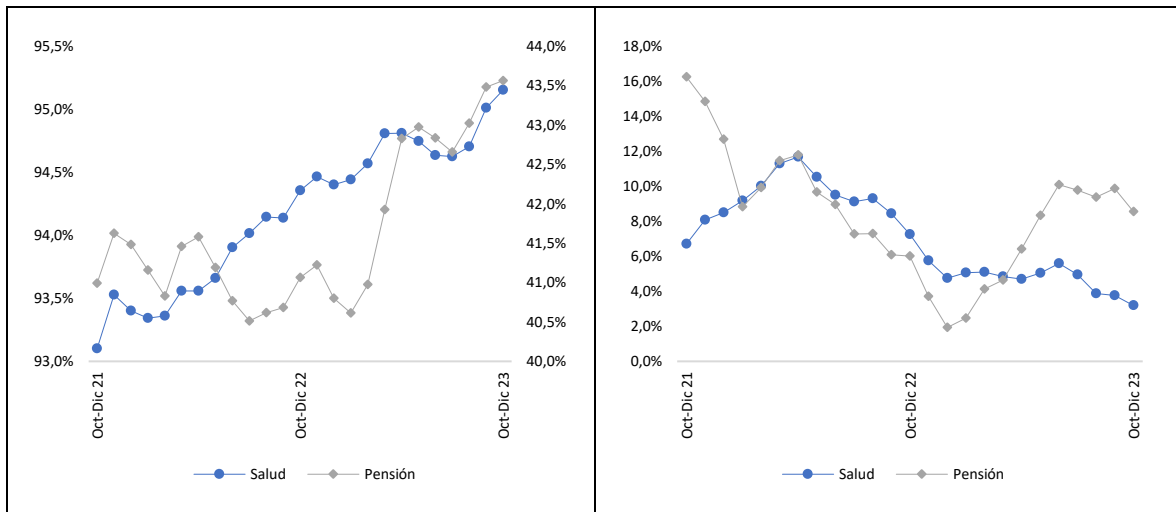 95,5%
95,0%
94,5%
94,0%
93,5%
93,0%
44,0%
43,5%
43,0%
42,5%
42,0%
41,5%
41,0%
40,5%
40,0%
Oct-Dic 21
Oct-Dic 22
Oct-Dic 23
Salud
Pensión
18,0%
16,0%
14,0%
12,0%
10,0%
8,0%
6,0%
4,0%
2,0%
0,0%
Oct-Dic 21
Oct-Dic 22
Oct-Dic 23
Salud
Pensión